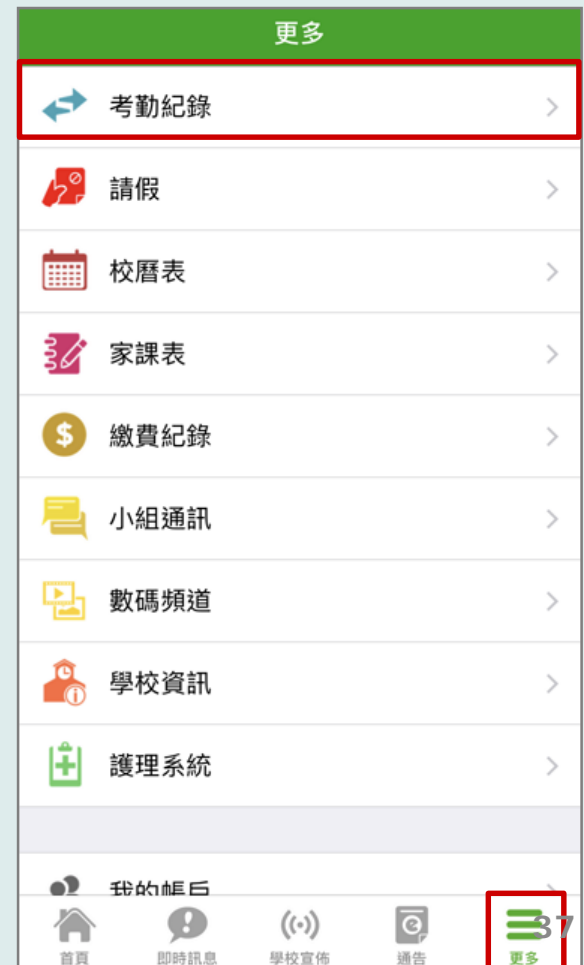 更多
考勤紀錄
請假
校曆表
家課表
繳費紀錄
小組通訊
數碼頻道
學校資訊
護理系統
我的帳戶
首頁 即時訊息 學校宣佈 通告 更多
37